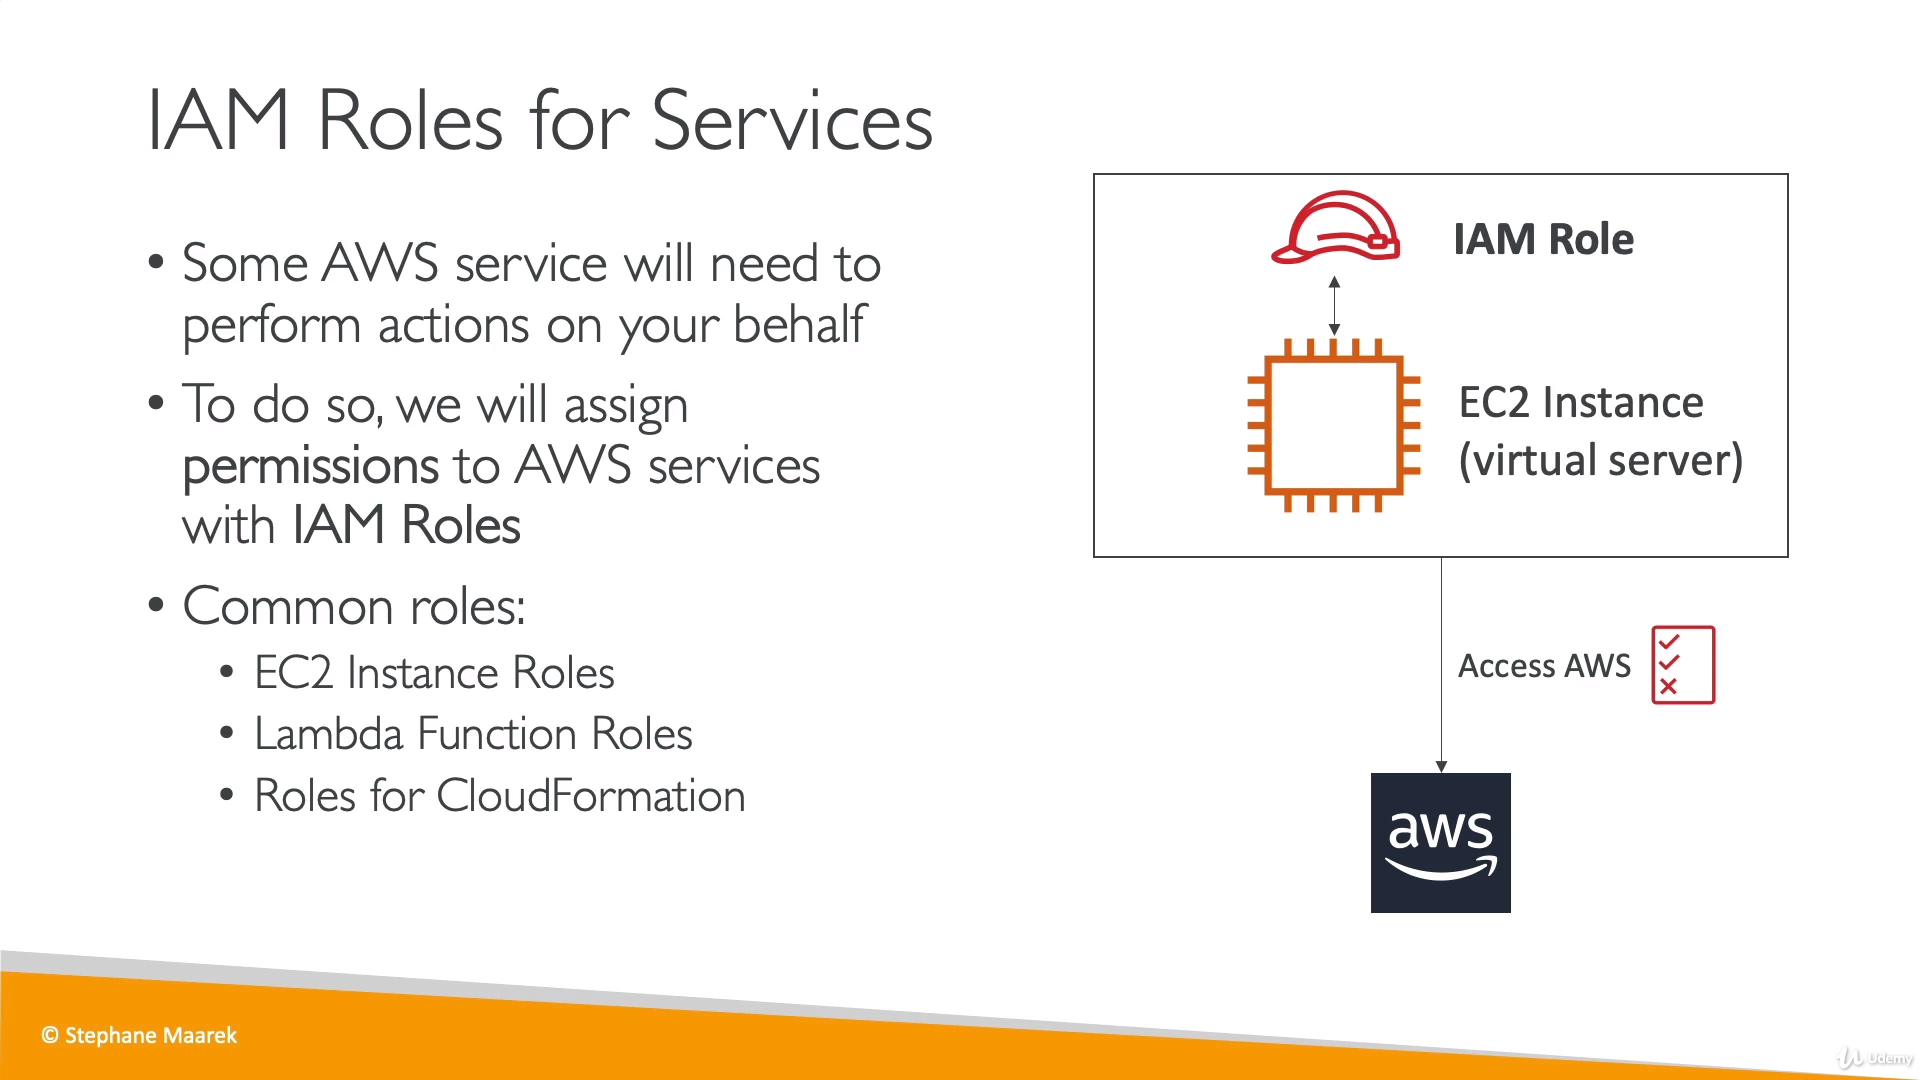 IAM Roles for Services
• Some AWS service will need to
perform actions on your behalf
• To do so, we will assign
permissions to AWS services
with IAM Roles
• Common roles:
• EC2 Instance Roles
• Lambda Function Roles
• Roles for CloudFormation
IAM Role
EC2 Instance
(virtual server)
Access AWS
aws
© Stephane Maarek
Udemy